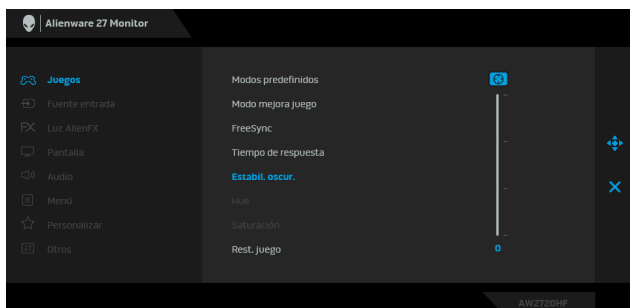 Alienware 27 Monitor
Juegos
Fuente entrada
FX Luz AlienFX
Pantalla
Audio
Menú
Personalizar
Otros
Modos predefinidos
Modo mejora juego
FreeSync
Tiempo de respuesta
Estabil. oscur.
Hue
Saturación
Rest. juego
0
AW2720HF